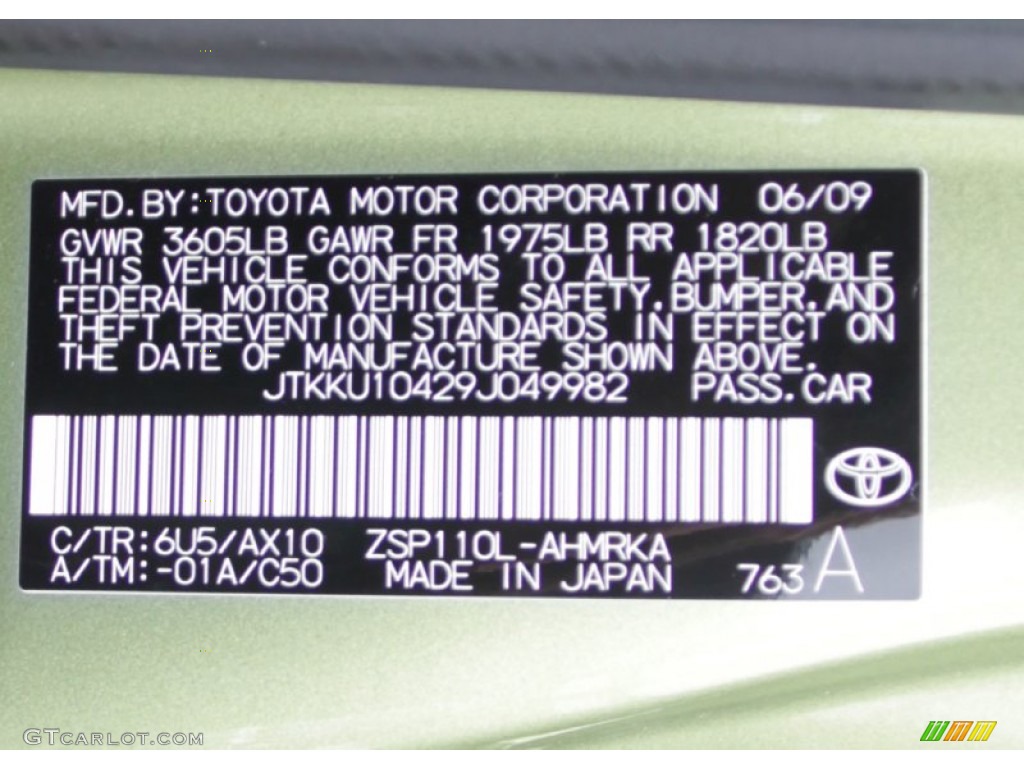 MFD.BY:TOYOTA MOTOR CORPORATION 06/09
GVWR 3605LB GAWR FR 1975LB RR 1820LB
THIS VEHICLE CONFORMS TO ALL APPLICABLE
FEDERAL MOTOR VEHICLE SAFETY.BUMPER.AND
THEFT PREVENTION STANDARDS IN EFFECT ON
THE DATE OF MANUFACTURE SHOWN ABOVE.
JTKKU10429J049982 PASS.CAR
C/TR:6U5/AX10 ZSP110L-AHMRKA
A/TM:-01A/C50 MADE IN JAPAN 763 A
GTCARLOT.COM